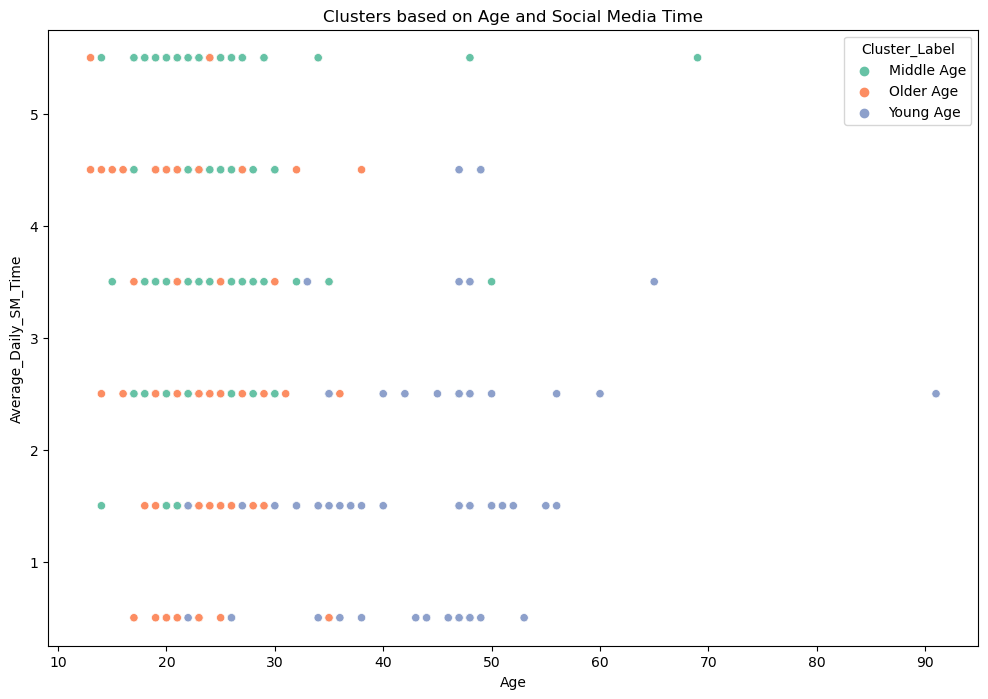 Clusters based on Age and Social Media Time
Cluster_Label
Middle Age
Older Age
Young Age
Average_Daily_SM_Time
5
4
3
2
1
10 20 30 40 50 60 70 80 90
Age